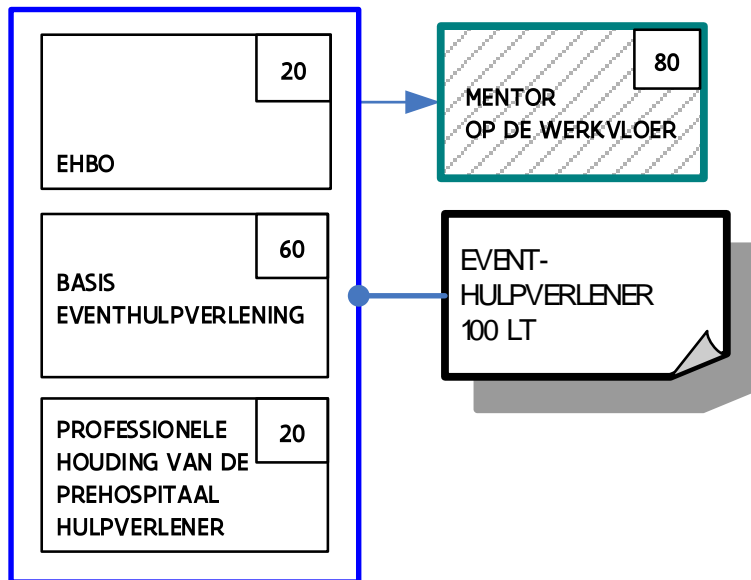 20
EHBO
60
BASIS
EVENTHULPVERLENING
20
PROFESSIONELE
HOUDING VAN DE
PREHOSPITAAL
HULPVERLENER
80
MENTOR
OP DE WERKVLOER
EVENT-
HULPVERLENER
100 LT